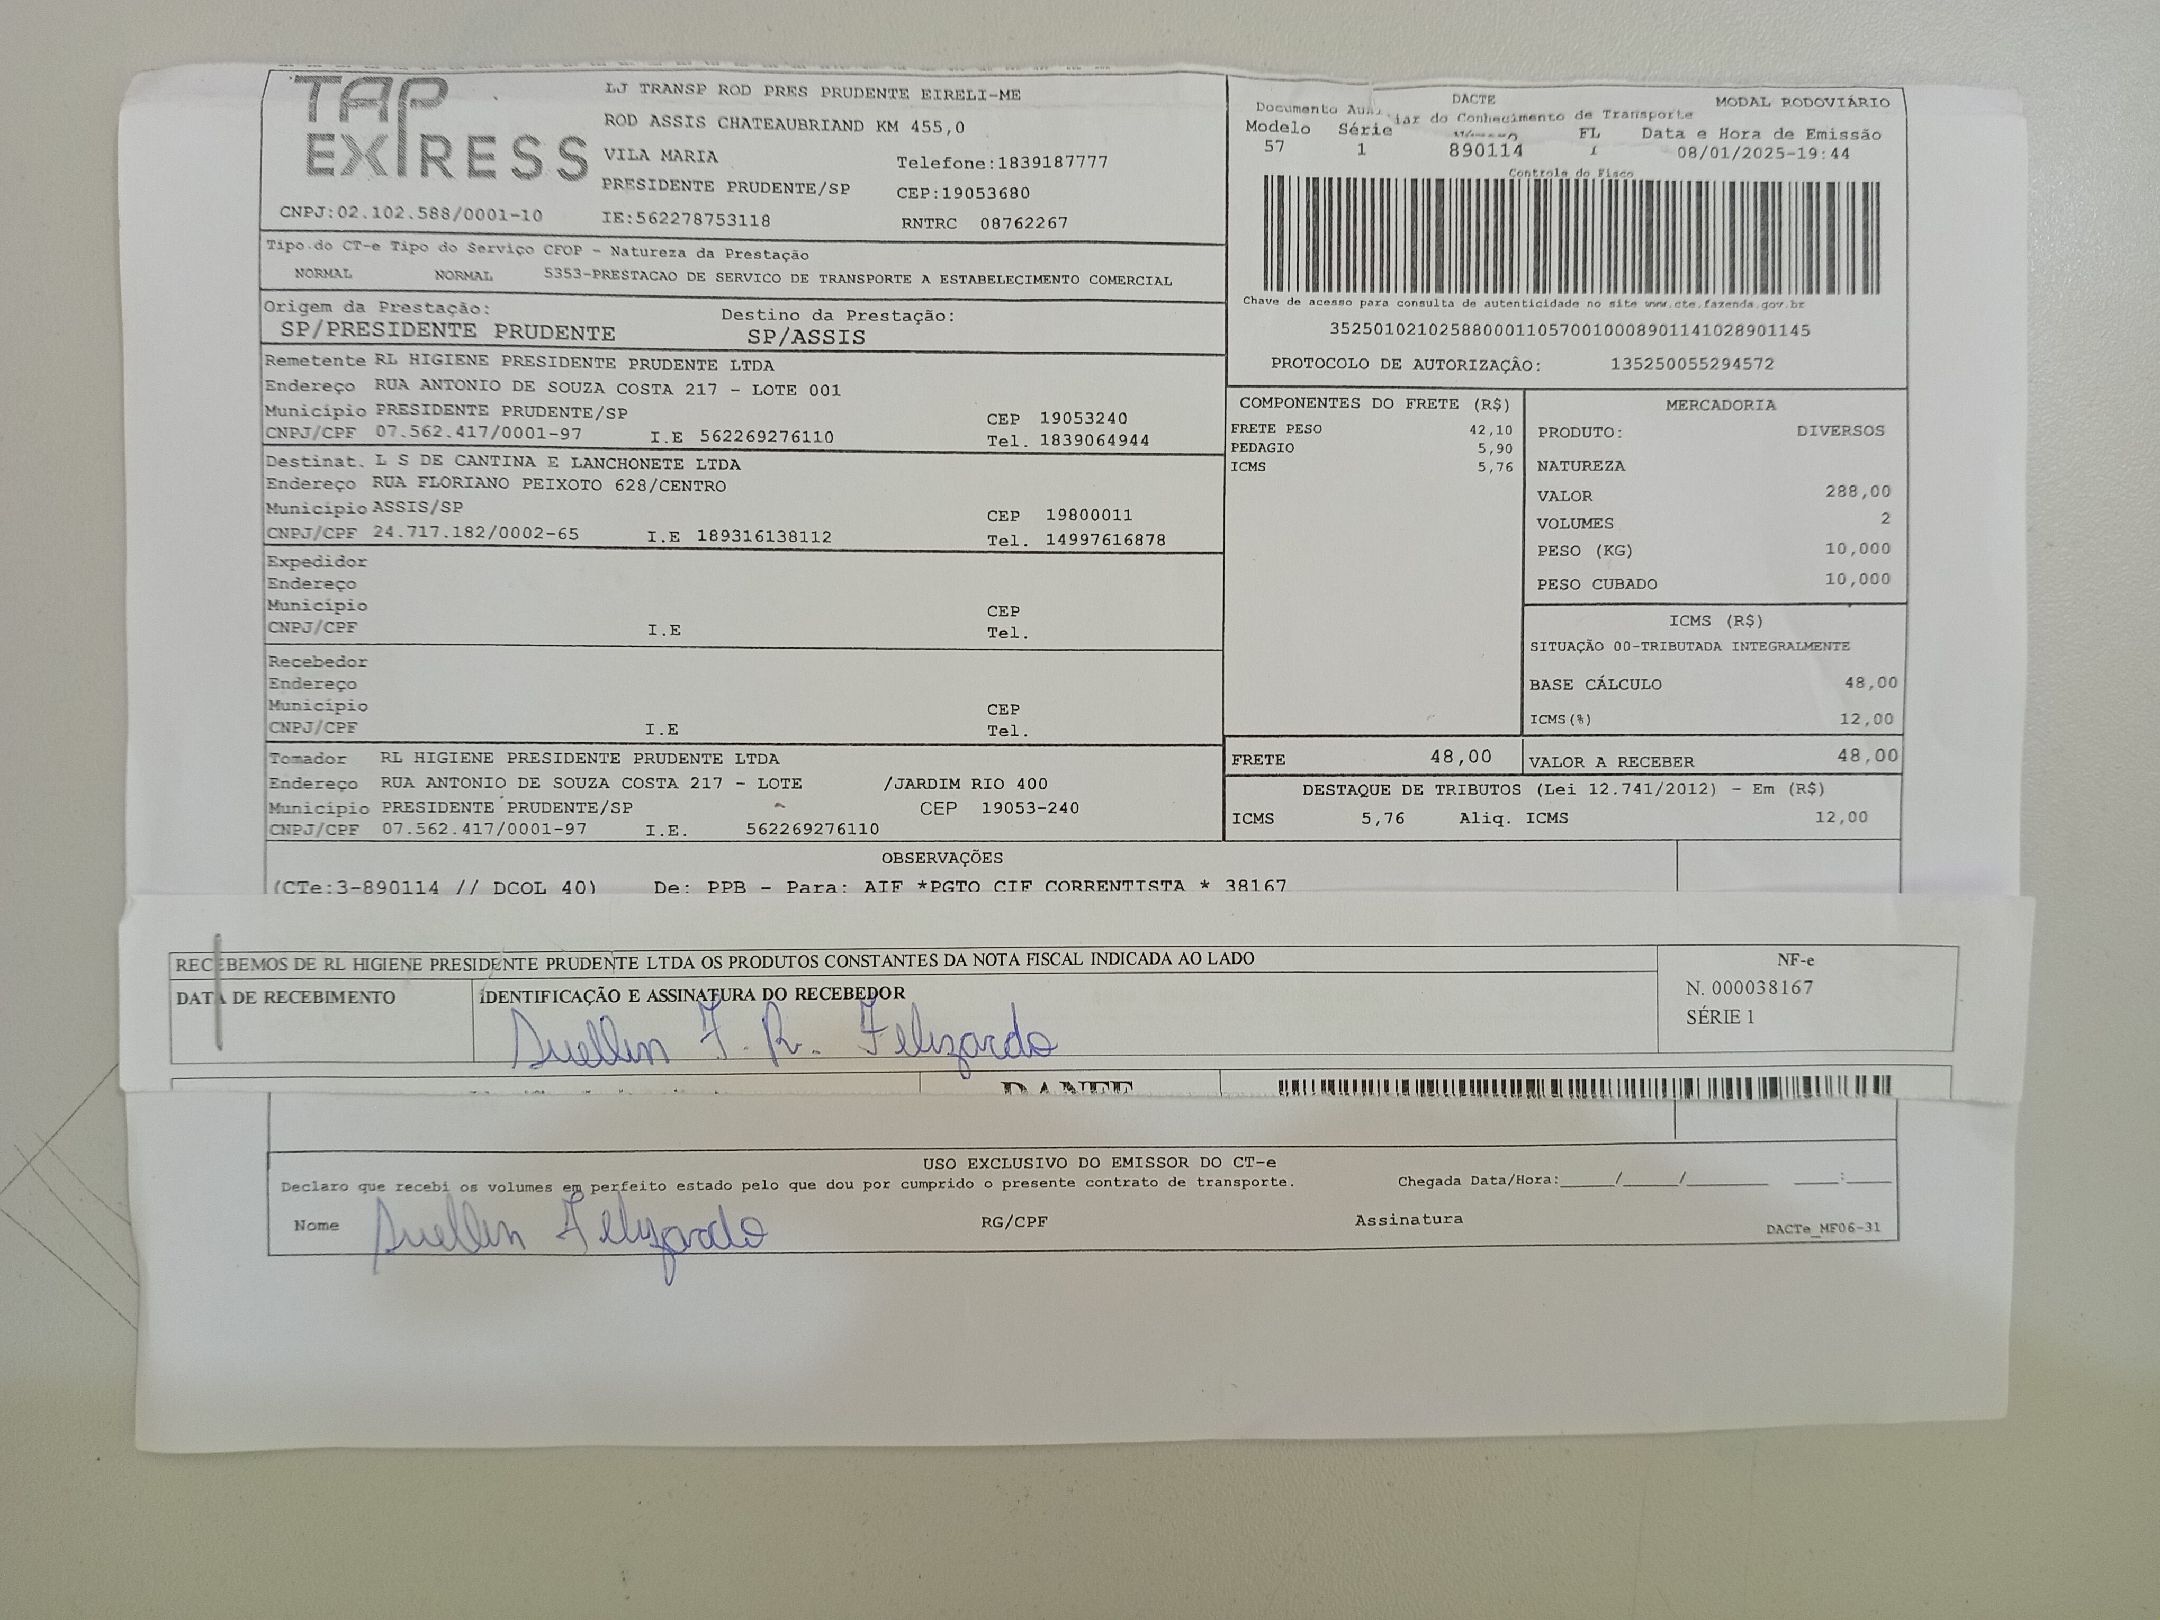 TAP EXPRESS
LJ TRANSP ROD PRES PRUDENTE EIRELI-ME
ROD ASSIS CHATEAUBRIAND KM 455,0
VILA MARIA Telefone:1839187777
PRESIDENTE PRUDENTE/SP CEP:19053680
CNPJ:02.102.588/0001-10 IE:562278753118 RNTRC 08762267
DACTE MODAL RODOVIÁRIO
Documento Auxiliar do Conhecimento de Transporte
Modelo Série FL Data e Hora de Emissão
57 1 890114 1 08/01/2025-19:44
Controle do Fisco
Chave de acesso para consulta de autenticidade no site www.cte.fazenda.gov.br
35250102102588000110570010008901141028901145
PROTOCOLO DE AUTORIZAÇÃO: 135250055294572
Tipo do CT-e Tipo do Serviço CFOP - Natureza da Prestação
NORMAL NORMAL 5353-PRESTACAO DE SERVICO DE TRANSPORTE A ESTABELECIMENTO COMERCIAL
Origem da Prestação: Destino da Prestação:
SP/PRESIDENTE PRUDENTE SP/ASSIS
Remetente RL HIGIENE PRESIDENTE PRUDENTE LTDA
Endereço RUA ANTONIO DE SOUZA COSTA 217 - LOTE 001
Município PRESIDENTE PRUDENTE/SP CEP 19053240
CNPJ/CPF 07.562.417/0001-97 I.E 562269276110 Tel. 1839064944
Destinat. L S DE CANTINA E LANCHONETE LTDA
Endereço RUA FLORIANO PEIXOTO 628/CENTRO
Município ASSIS/SP CEP 19800011
CNPJ/CPF 24.717.182/0002-65 I.E 189316138112 Tel. 14997616878
Expedidor
Endereço
Município CEP
CNPJ/CPF I.E Tel.
Recebedor
Endereço
Município CEP
CNPJ/CPF I.E Tel.
Tomador RL HIGIENE PRESIDENTE PRUDENTE LTDA
Endereço RUA ANTONIO DE SOUZA COSTA 217 - LOTE /JARDIM RIO 400
Município PRESIDENTE PRUDENTE/SP CEP 19053-240
CNPJ/CPF 07.562.417/0001-97 I.E. 562269276110
COMPONENTES DO FRETE (R$)
FRETE PESO 42,10
PEDAGIO 5,90
ICMS 5,76
MERCADORIA
PRODUTO: DIVERSOS
NATUREZA
VALOR 288,00
VOLUMES 2
PESO (KG) 10,000
PESO CUBADO 10,000
ICMS (R$)
SITUAÇÃO 00-TRIBUTADA INTEGRALMENTE
BASE CÁLCULO 48,00
ICMS(%) 12,00
FRETE 48,00 VALOR A RECEBER 48,00
DESTAQUE DE TRIBUTOS (Lei 12.741/2012) - Em (R$)
ICMS 5,76 Aliq. ICMS 12,00
OBSERVAÇÕES
(CTe:3-890114 // DCOL 40) De: PPB - Para: AIF *PGTO CIF CORRENTISTA * 38167
RECEBEMOS DE RL HIGIENE PRESIDENTE PRUDENTE LTDA OS PRODUTOS CONSTANTES DA NOTA FISCAL INDICADA AO LADO
DATA DE RECEBIMENTO IDENTIFICAÇÃO E ASSINATURA DO RECEBEDOR
Suellen F. R. Felizardo
NF-e
N. 000038167
SÉRIE 1
DANFE
USO EXCLUSIVO DO EMISSOR DO CT-e
Declaro que recebi os volumes em perfeito estado pelo que dou por cumprido o presente contrato de transporte. Chegada Data/Hora:____/____/____ ____:____
Nome Suellen Felizardo RG/CPF Assinatura DACTe_MF06-31